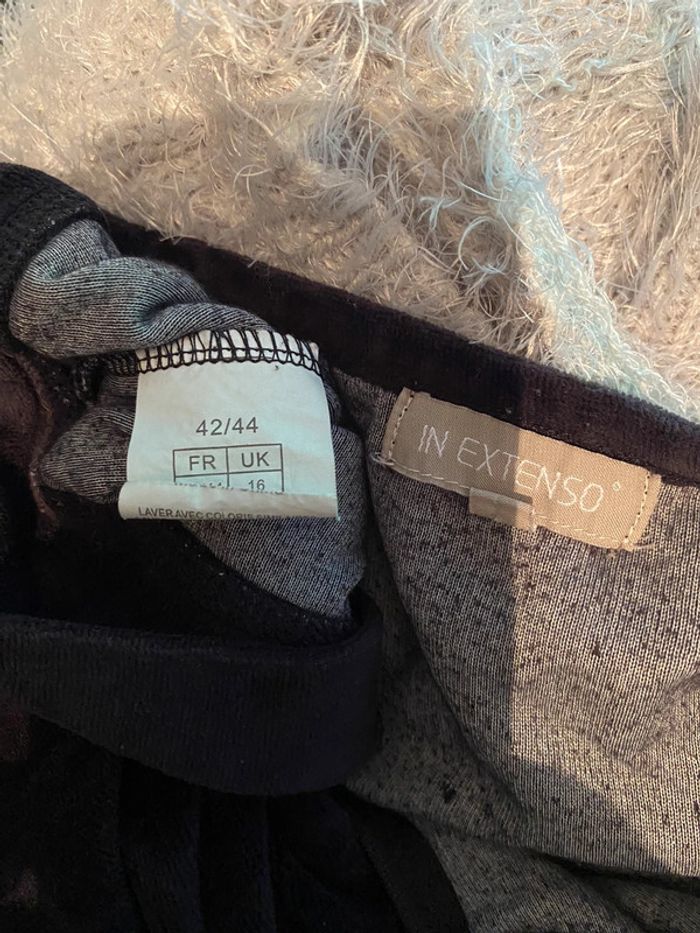 42/44
FR UK
16
LAVER AVEC COLORIS
IN EXTENSO°